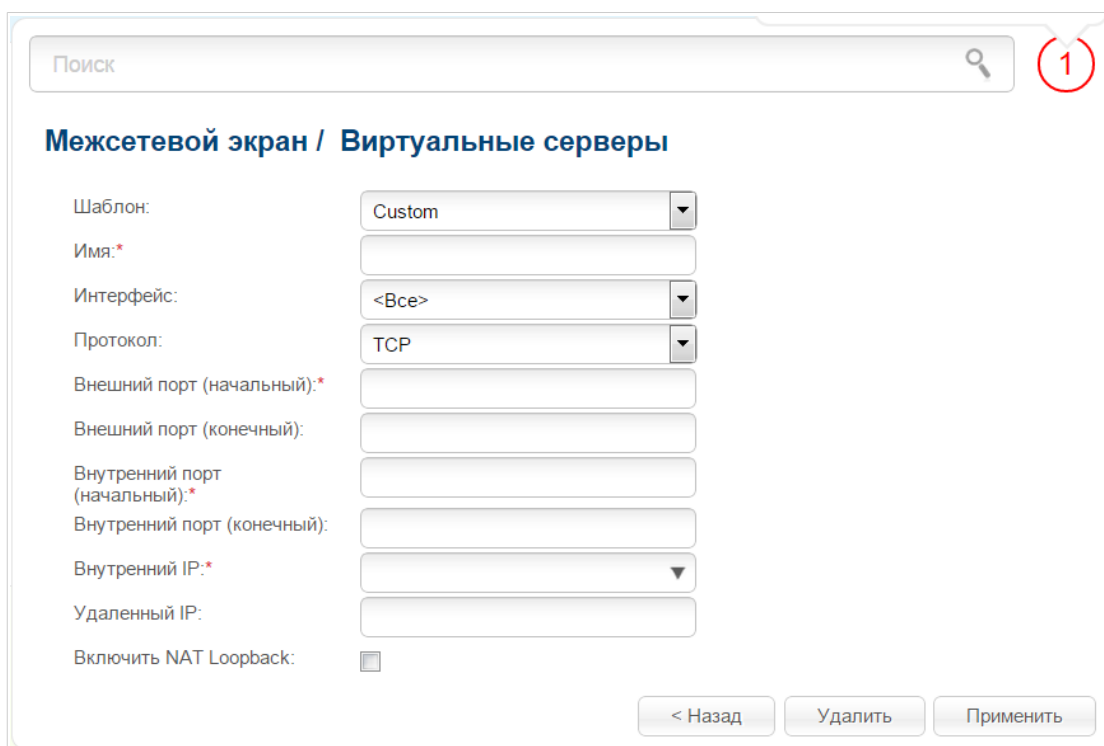 Поиск
1
Межсетевой экран / Виртуальные серверы
Шаблон:
Custom
Имя:*
Интерфейс:
<Все>
Протокол:
TCP
Внешний порт (начальный):*
Внешний порт (конечный):
Внутренний порт
(начальный):*
Внутренний порт (конечный):
Внутренний IP:*
Удаленный IP:
Включить NAT Loopback:
< Назад
Удалить
Применить